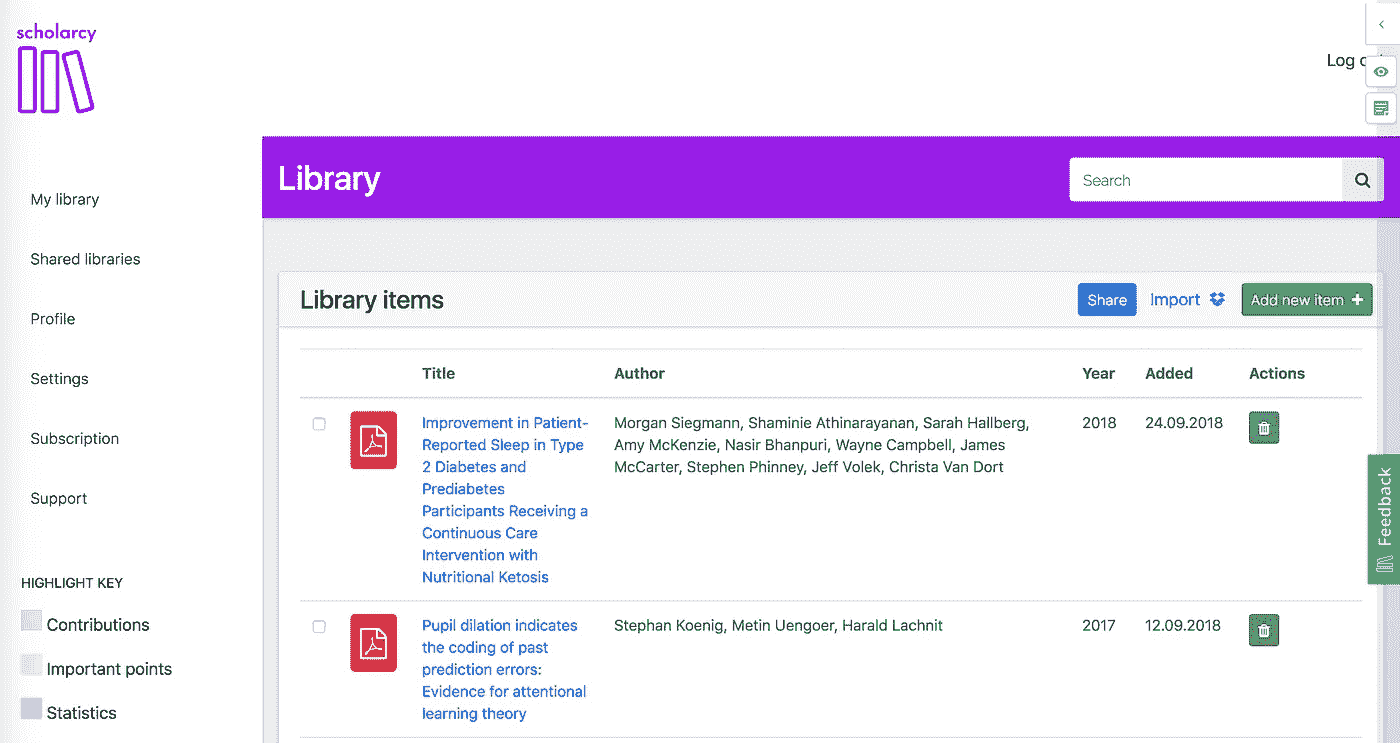 scholarcy
Log
Library
Search
My library
Shared libraries
Profile
Settings
Subscription
Support
HIGHLIGHT KEY
Contributions
Important points
Statistics
Library items
Share
Import
Add new item +
Title Author Year Added Actions
Improvement in Patient- Morgan Siegmann, Shaminie Athinarayanan, Sarah Hallberg, 2018 24.09.2018
Reported Sleep in Type Amy McKenzie, Nasir Bhanpuri, Wayne Campbell, James
2 Diabetes and McCarter, Stephen Phinney, Jeff Volek, Christa Van Dort
Prediabetes
Participants Receiving a
Continuous Care
Intervention with
Nutritional Ketosis
Pupil dilation indicates Stephan Koenig, Metin Uengoer, Harald Lachnit 2017 12.09.2018
the coding of past
prediction errors:
Evidence for attentional
learning theory
Feedback